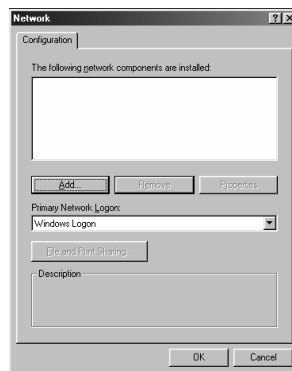 Network
Configuration
The following network components are installed:
Add...
Remove
Properties
Primary Network Logon:
Windows Logon
File and Print Sharing...
Description
OK
Cancel